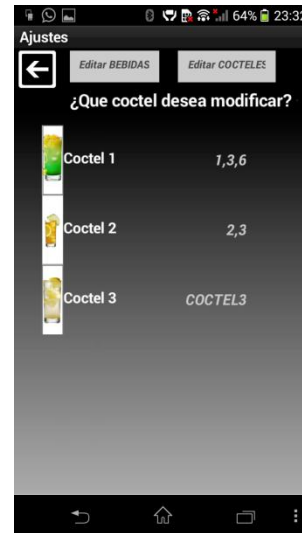 64% 23:32
Ajustes
Editar BEBIDAS Editar COCTELES
¿Que coctel desea modificar?
Coctel 1 1,3,6
Coctel 2 2,3
Coctel 3 COCTEL3